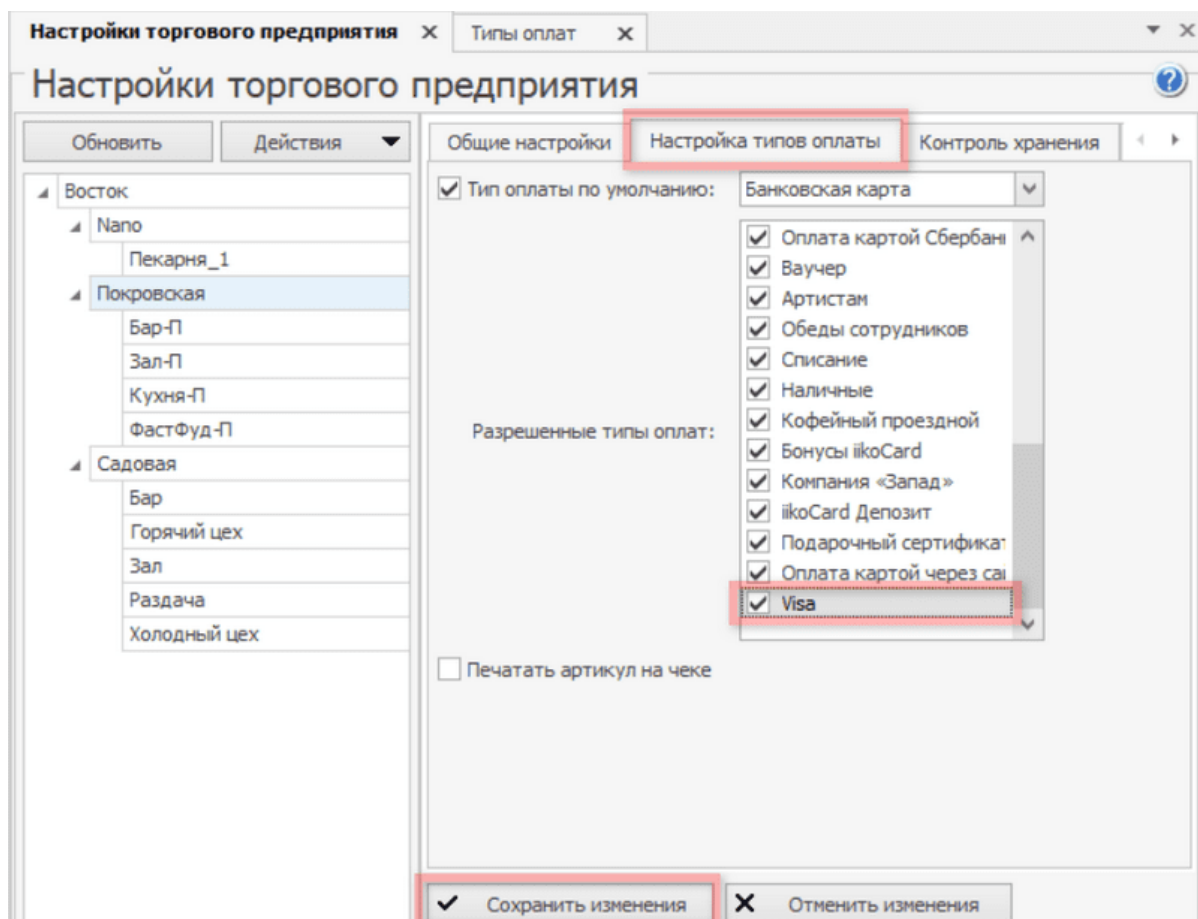 Настройки торгового предприятия
Типы оплат
Настройки торгового предприятия
Обновить
Действия
Восток
Nano
Пекарня_1
Покровская
Бар-П
Зал-П
Кухня-П
ФастФуд-П
Садовая
Бар
Горячий цех
Зал
Раздача
Холодный цех
Общие настройки
Настройка типов оплаты
Контроль хранения
Тип оплаты по умолчанию:
Банковская карта
Разрешенные типы оплат:
Оплата картой Сбербанк
Ваучер
Артистам
Обеды сотрудников
Списание
Наличные
Кофейный проездной
Бонусы iikoCard
Компания «Запад»
iikoCard Депозит
Подарочный сертификат
Оплата картой через
Visa
Печатать артикул на чеке
Сохранить изменения
Отменить изменения